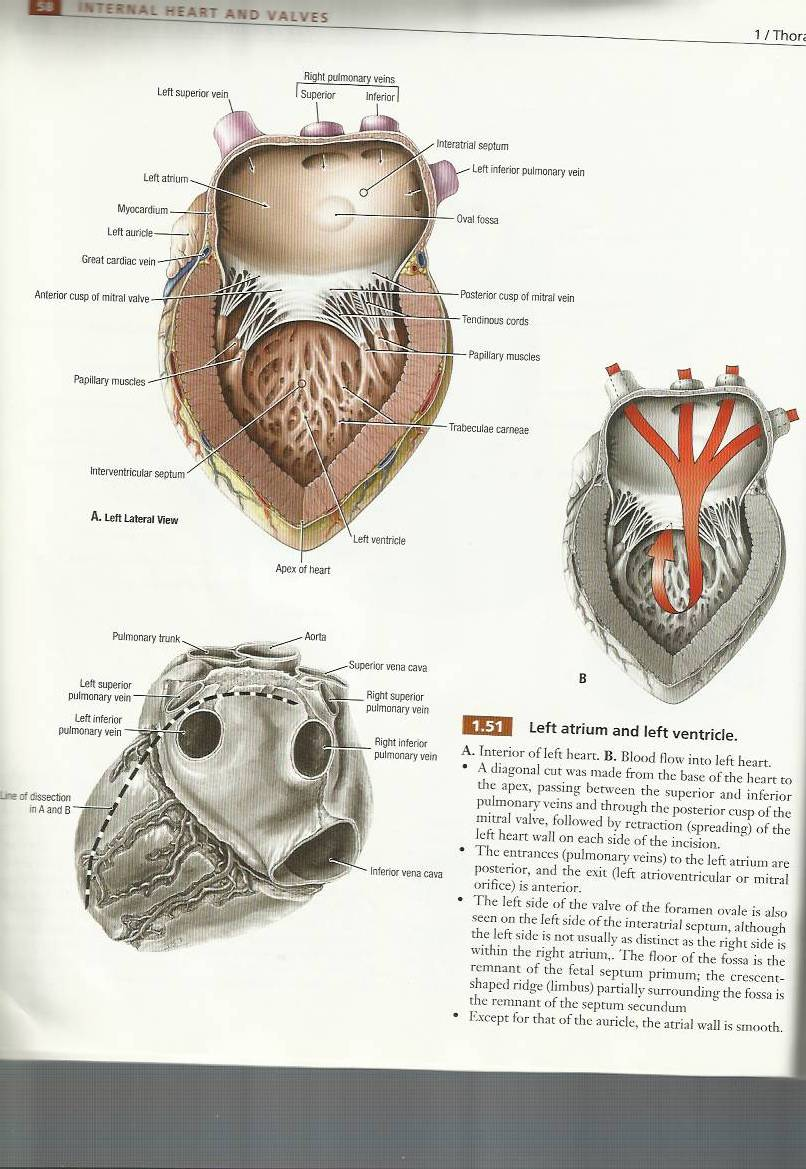 58 INTERNAL HEART AND VALVES
1 / Thora
Right pulmonary veins
Left superior vein
Superior
Inferior
Interatrial septum
Left inferior pulmonary vein
Left atrium
Myocardium
Oval fossa
Left auricle
Great cardiac vein
Anterior cusp of mitral valve
Posterior cusp of mitral vein
Tendinous cords
Papillary muscles
Papillary muscles
Trabeculae carneae
Interventricular septum
A. Left Lateral View
Left ventricle
Apex of heart
B
Pulmonary trunk
Aorta
Superior vena cava
Left superior
pulmonary vein
Right superior
pulmonary vein
Left inferior
pulmonary vein
Right inferior
pulmonary vein
Line of dissection
in A and B
Inferior vena cava
1.51 Left atrium and left ventricle.
A. Interior of left heart. B. Blood flow into left heart.
• A diagonal cut was made from the base of the heart to
the apex, passing between the superior and inferior
pulmonary veins and through the posterior cusp of the
mitral valve, followed by retraction (spreading) of the
left heart wall on each side of the incision.
• The entrances (pulmonary veins) to the left atrium are
posterior, and the exit (left atrioventricular or mitral
orifice) is anterior.
• The left side of the valve of the foramen ovale is also
seen on the left side of the interatrial septum, although
the left side is not usually as distinct as the right side is
within the right atrium,. The floor of the fossa is the
remnant of the fetal septum primum; the crescent-
shaped ridge (limbus) partially surrounding the fossa is
the remnant of the septum secundum
• Except for that of the auricle, the atrial wall is smooth.